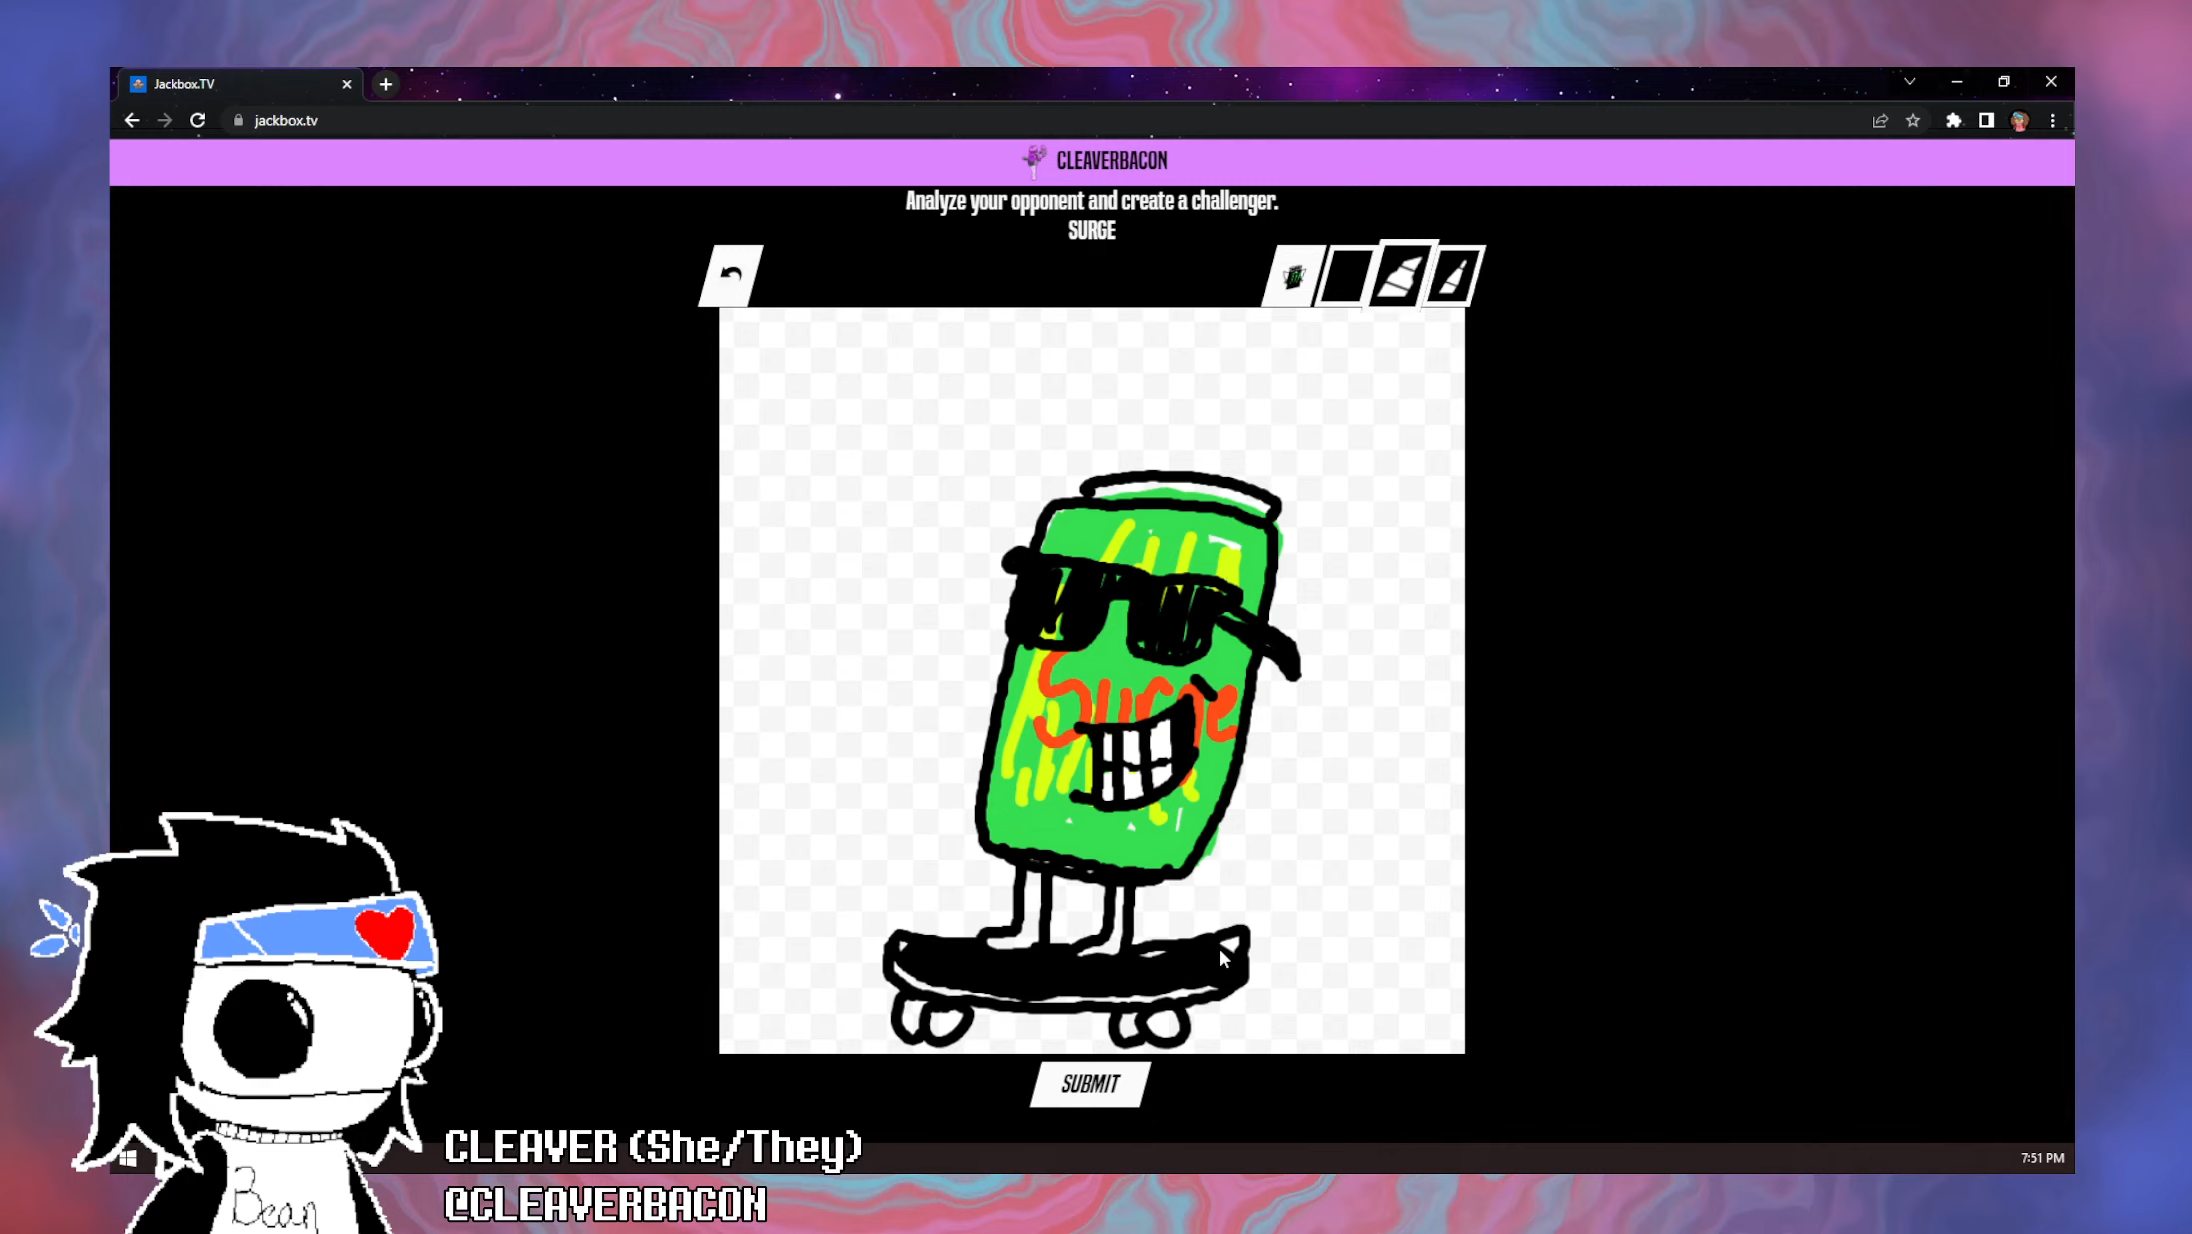 Jackbox.TV
jackbox.tv
CLEAVERBACON
Analyze your opponent and create a challenger.
SURGE
Surge
SUBMIT
Bean
CLEAVER (She/They)
@CLEAVERBACON
7:51 PM